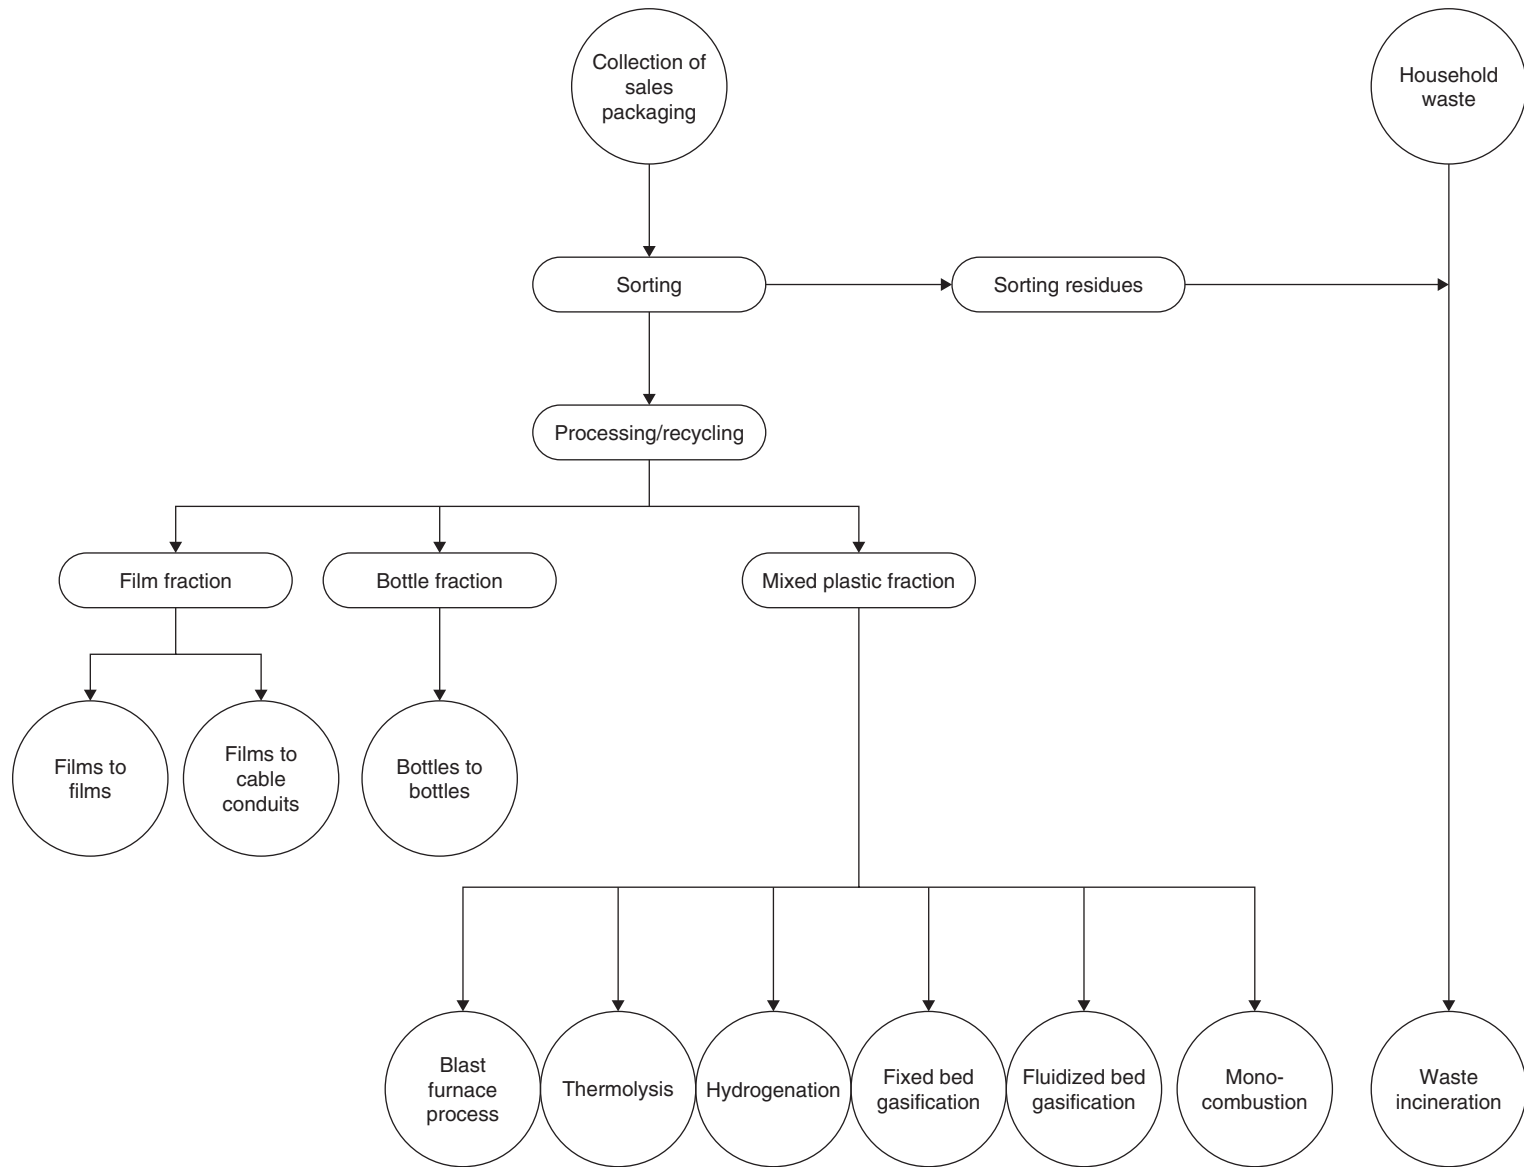 Collection of
sales
packaging
Household
waste
Sorting
Sorting residues
Processing/recycling
Film fraction
Bottle fraction
Mixed plastic fraction
Films to
films
Films to
cable
conduits
Bottles to
bottles
Blast
furnace
process
Thermolysis
Hydrogenation
Fixed bed
gasification
Fluidized bed
gasification
Mono-
combustion
Waste
incineration